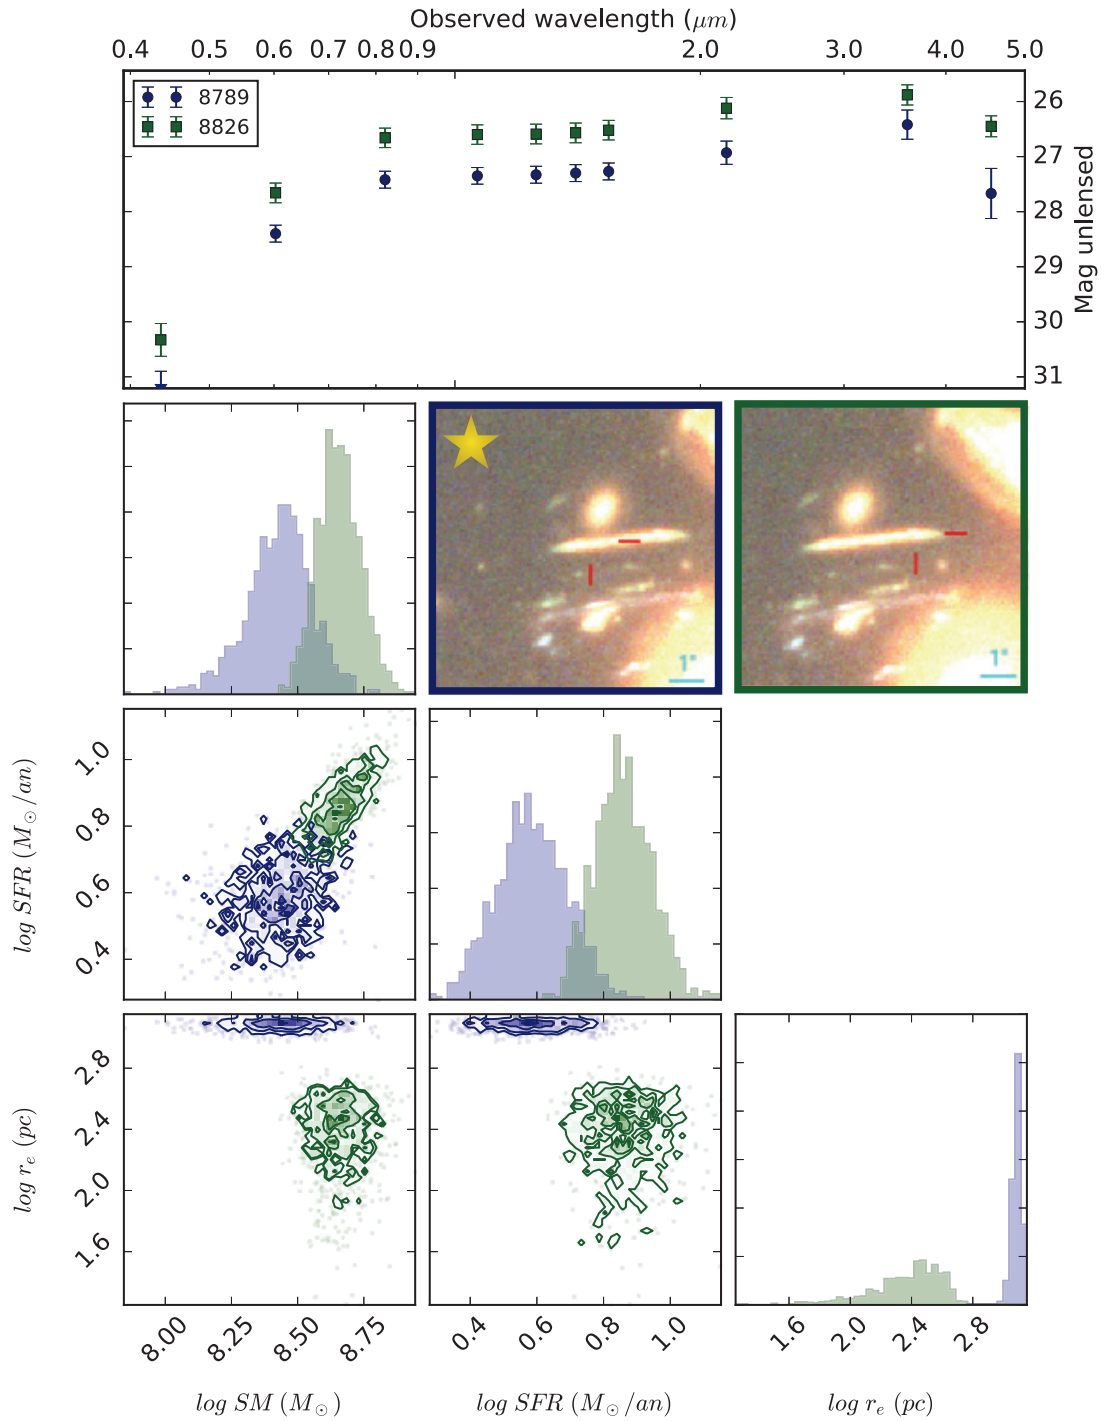 Observed wavelength (μm)
0.4 0.5 0.6 0.7 0.8 0.9 2.0 3.0 4.0 5.0
8789
8826
26
27
28
29
30
31
Mag unlensed
1"
1"
log SFR (M⊙/an)
1.0
0.8
0.6
0.4
log rₑ (pc)
2.8
2.4
2.0
1.6
8.00 8.25 8.50 8.75
0.4 0.6 0.8 1.0
1.6 2.0 2.4 2.8
log SM (M⊙)
log SFR (M⊙/an)
log rₑ (pc)